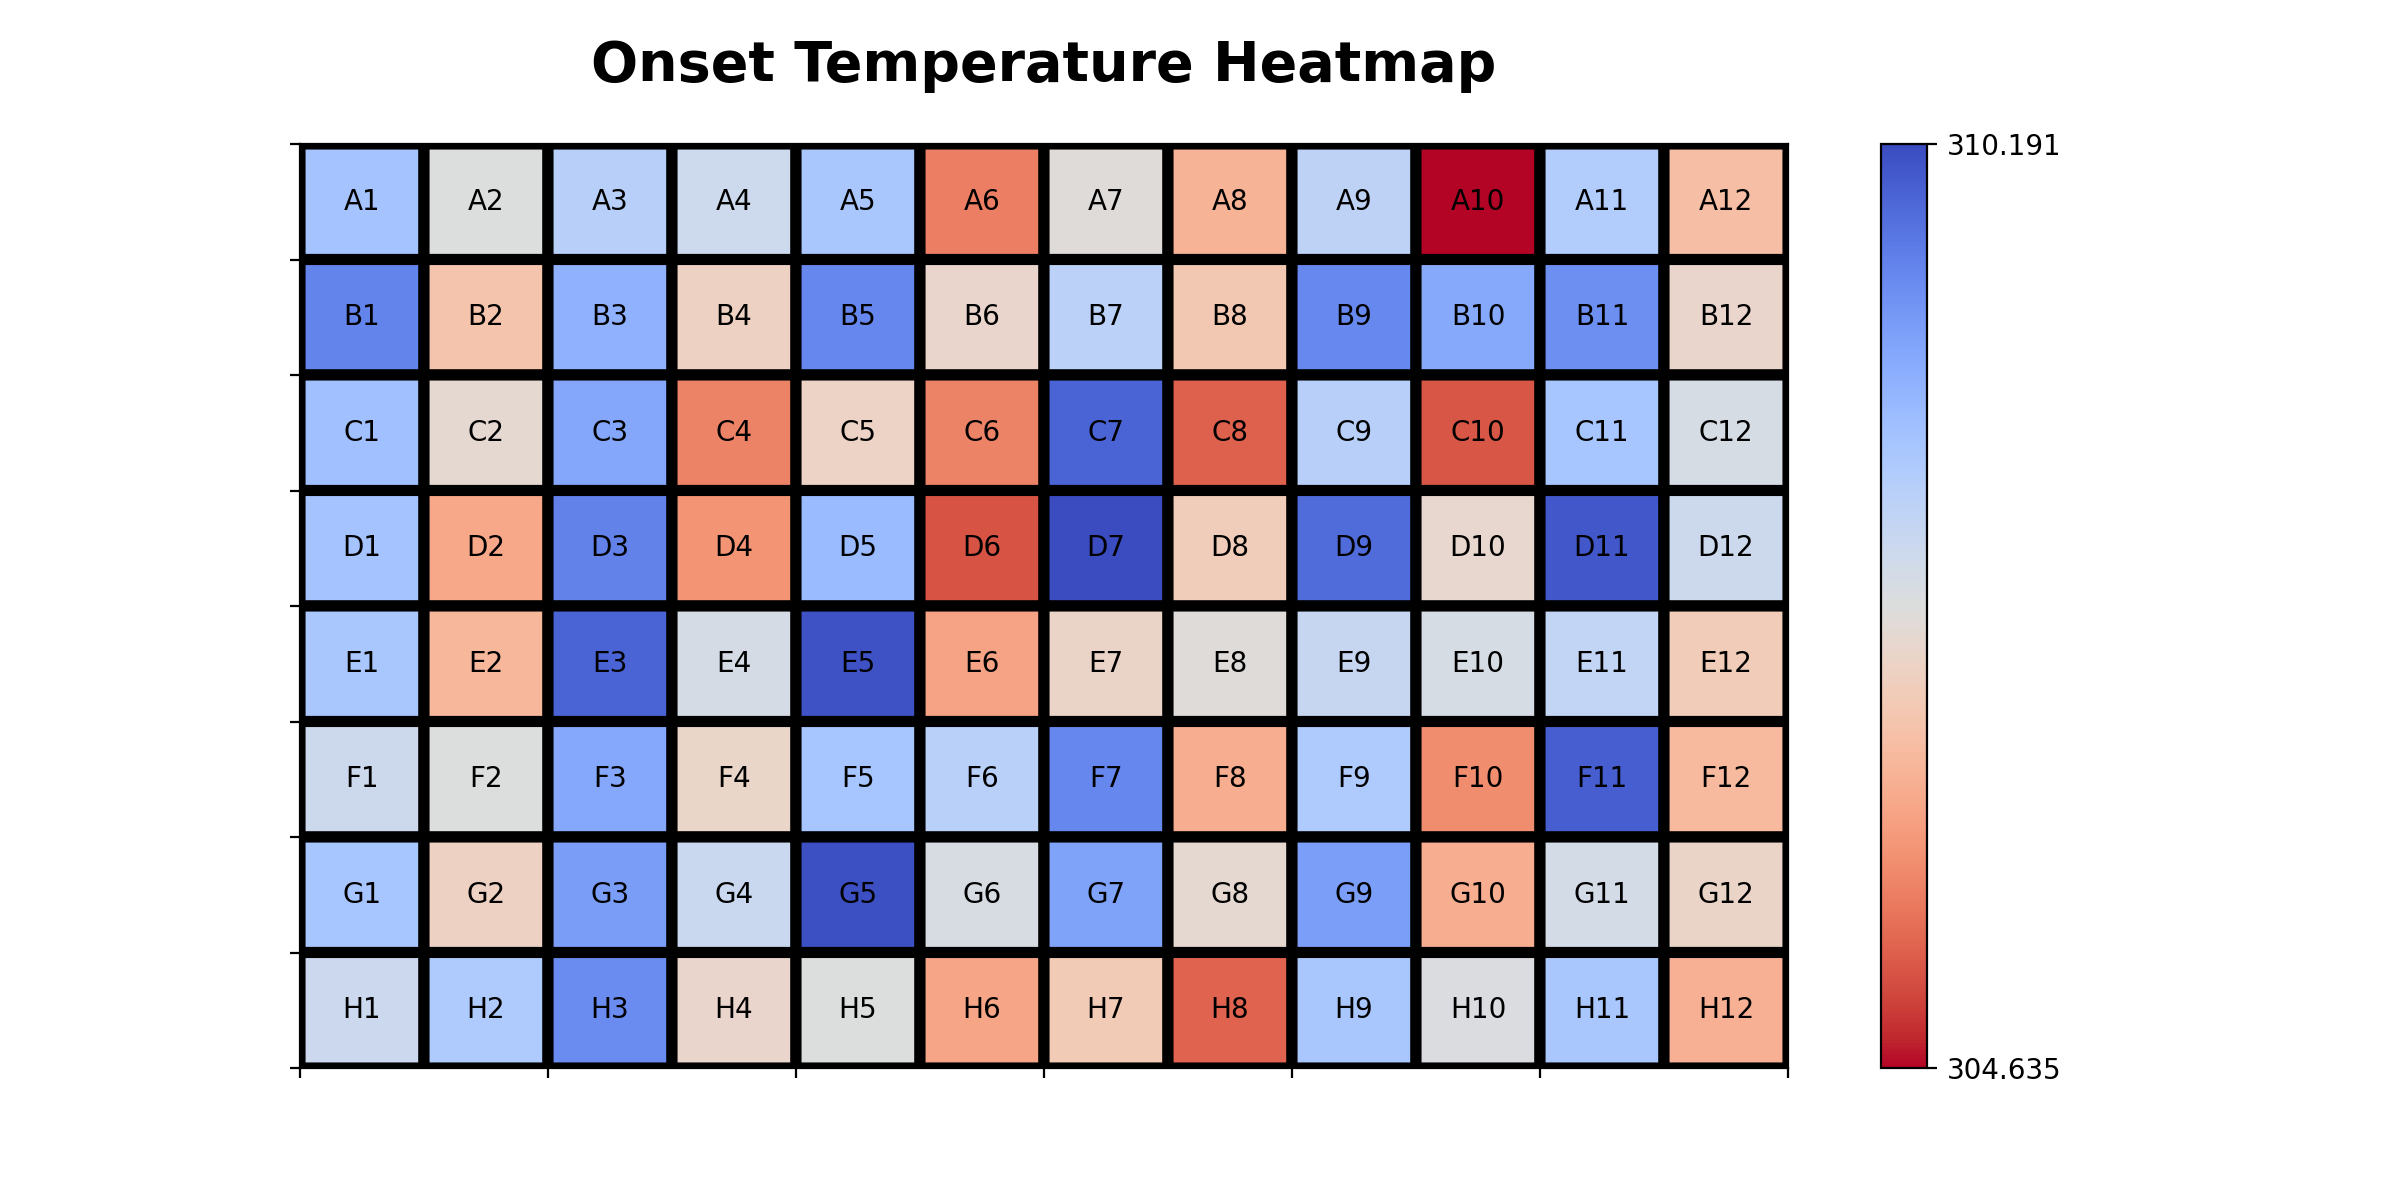 Onset Temperature Heatmap
310.191
A1 A2 A3 A4 A5 A6 A7 A8 A9 A10 A11 A12
B1 B2 B3 B4 B5 B6 B7 B8 B9 B10 B11 B12
C1 C2 C3 C4 C5 C6 C7 C8 C9 C10 C11 C12
D1 D2 D3 D4 D5 D6 D7 D8 D9 D10 D11 D12
E1 E2 E3 E4 E5 E6 E7 E8 E9 E10 E11 E12
F1 F2 F3 F4 F5 F6 F7 F8 F9 F10 F11 F12
G1 G2 G3 G4 G5 G6 G7 G8 G9 G10 G11 G12
H1 H2 H3 H4 H5 H6 H7 H8 H9 H10 H11 H12
304.635